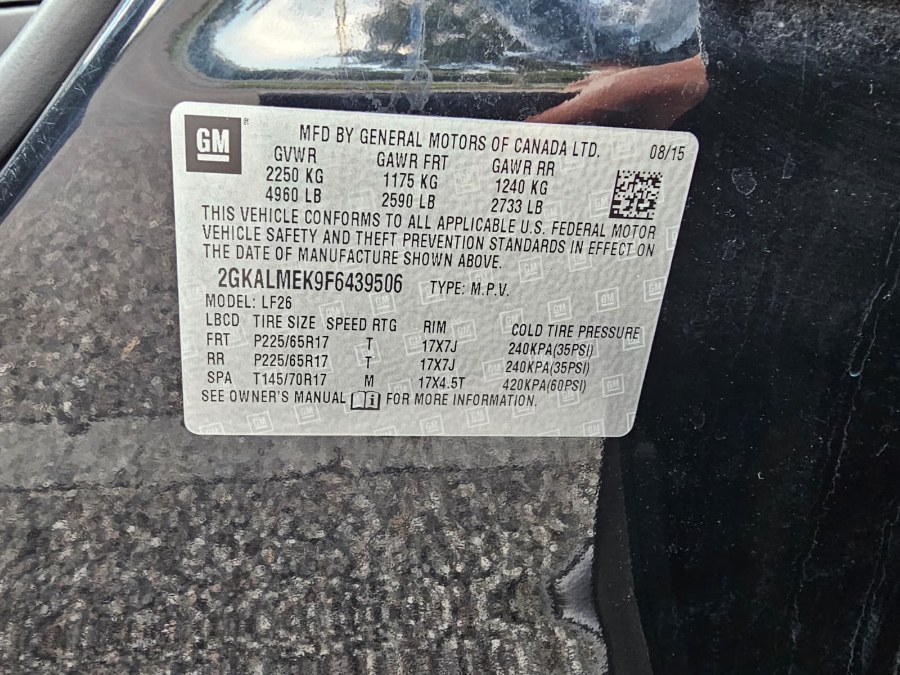 GM
MFD BY GENERAL MOTORS OF CANADA LTD. 08/15
GVWR GAWR FRT GAWR RR
2250 KG 1175 KG 1240 KG
4960 LB 2590 LB 2733 LB
THIS VEHICLE CONFORMS TO ALL APPLICABLE U.S. FEDERAL MOTOR
VEHICLE SAFETY AND THEFT PREVENTION STANDARDS IN EFFECT ON
THE DATE OF MANUFACTURE SHOWN ABOVE.
2GKALMEK9F6439506 TYPE: M.P.V.
MODEL: LF26
LBCD TIRE SIZE SPEED RTG RIM COLD TIRE PRESSURE
FRT P225/65R17 T 17X7J 240KPA(35PSI)
RR P225/65R17 T 17X7J 240KPA(35PSI)
SPA T145/70R17 M 17X4.5T 420KPA(60PSI)
SEE OWNER'S MANUAL FOR MORE INFORMATION.